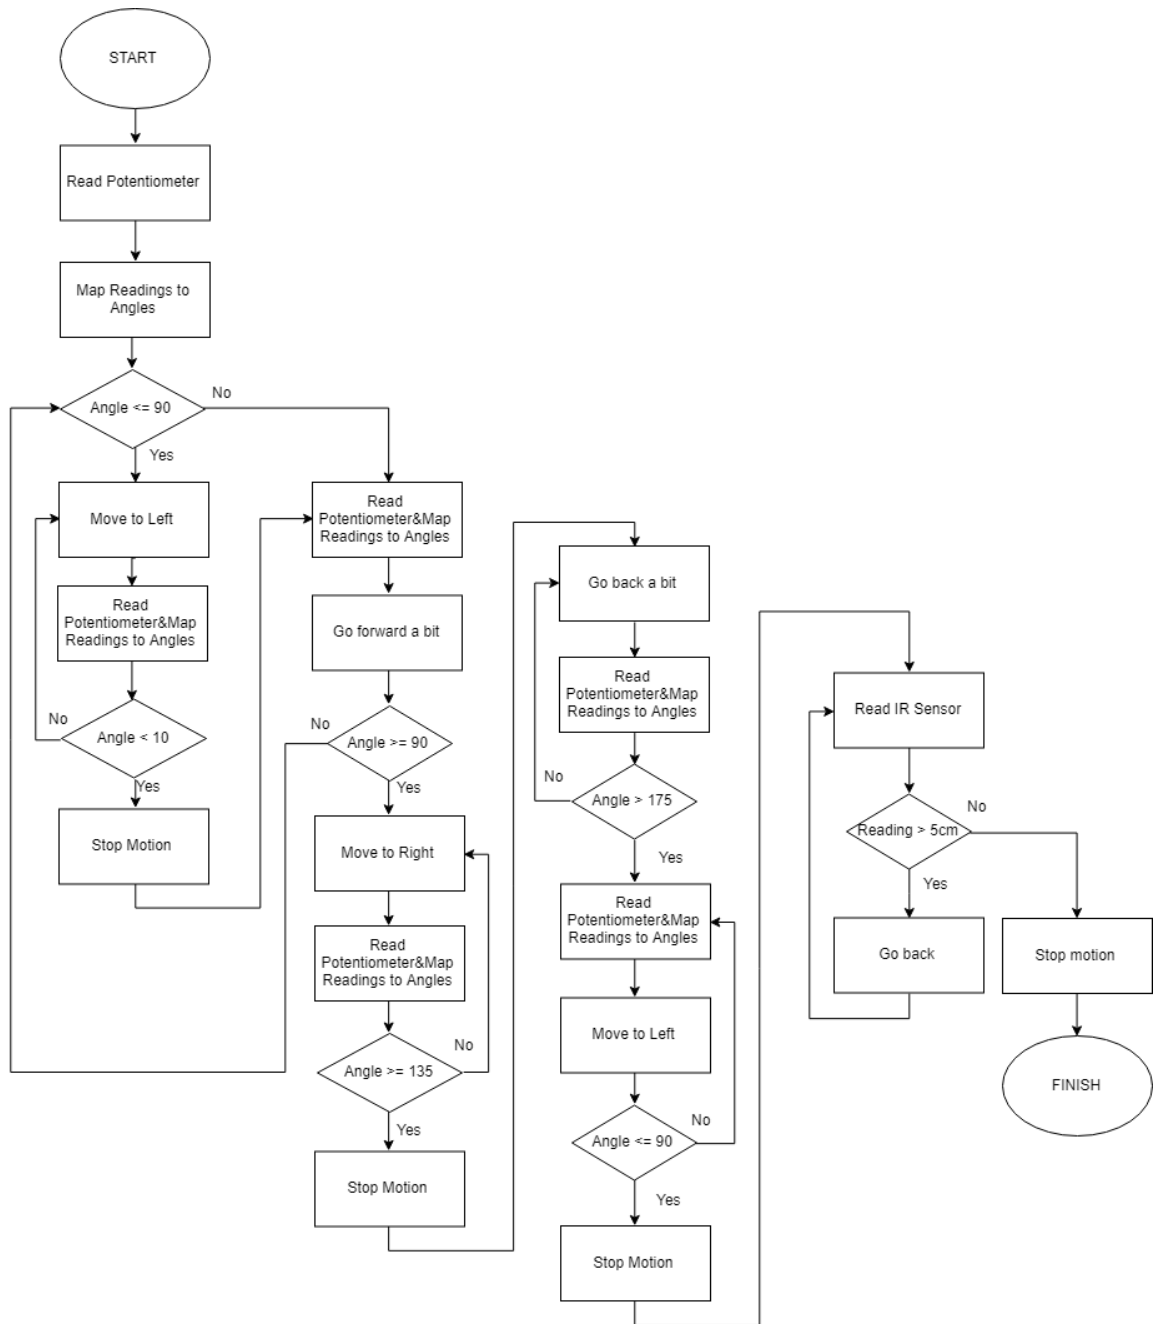 START
Read Potentiometer
Map Readings to
Angles
Angle <= 90
No
Yes
Move to Left
Read
Potentiometer&Map
Readings to Angles
Angle < 10
No
Yes
Stop Motion
Read
Potentiometer&Map
Readings to Angles
Go forward a bit
Angle >= 90
No
Yes
Move to Right
Read
Potentiometer&Map
Readings to Angles
Angle >= 135
No
Yes
Stop Motion
Go back a bit
Read
Potentiometer&Map
Readings to Angles
Angle > 175
No
Yes
Read
Potentiometer&Map
Readings to Angles
Move to Left
Angle <= 90
No
Yes
Stop Motion
Read IR Sensor
Reading > 5cm
No
Yes
Go back
Stop motion
FINISH